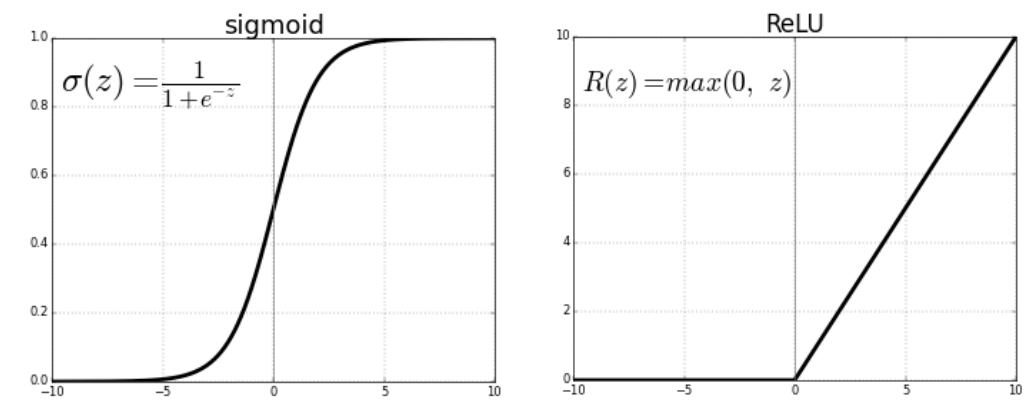 sigmoid
σ(z) = 1/(1+e^{-z})
1.0
0.8
0.6
0.4
0.2
0.0
−10 −5 0 5 10
ReLU
R(z) = max(0, z)
10
8
6
4
2
0
−10 −5 0 5 10